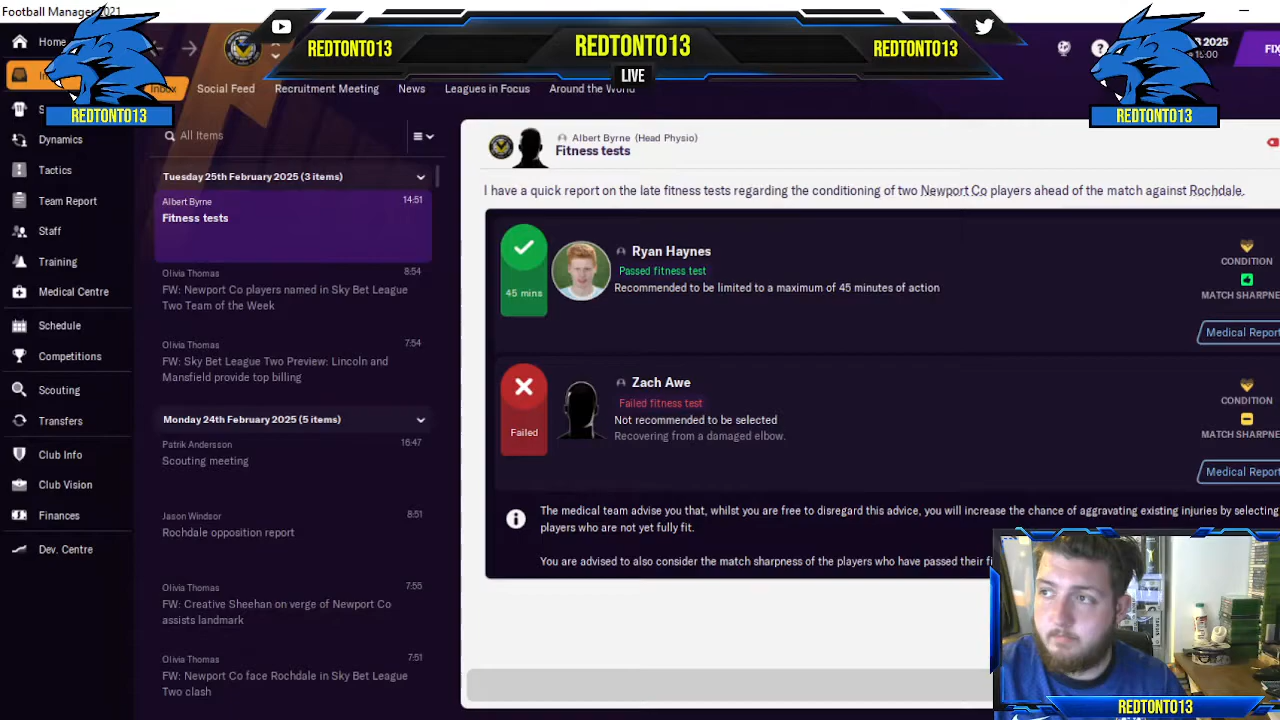 Football Manager 2021
REDTONTO13
REDTONTO13
REDTONTO13
LIVE
REDTONTO13
REDTONTO13
Home
2025
15:00
FIX
Inbox
Social Feed
Recruitment Meeting
News
Leagues in Focus
Around the World
Dynamics
Tactics
Team Report
Staff
Training
Medical Centre
Schedule
Competitions
Scouting
Transfers
Club Info
Club Vision
Finances
Dev. Centre
All Items
Tuesday 25th February 2025 (3 items)
Albert Byrne 14:51
Fitness tests
Olivia Thomas 8:54
FW: Newport Co players named in Sky Bet League
Two Team of the Week
Olivia Thomas 7:54
FW: Sky Bet League Two Preview: Lincoln and
Mansfield provide top billing
Monday 24th February 2025 (5 items)
Patrik Andersson 16:47
Scouting meeting
Jason Windsor 8:51
Rochdale opposition report
Olivia Thomas 7:55
FW: Creative Sheehan on verge of Newport Co
assists landmark
Olivia Thomas 7:51
FW: Newport Co face Rochdale in Sky Bet League
Two clash
Albert Byrne (Head Physio)
Fitness tests
I have a quick report on the late fitness tests regarding the conditioning of two Newport Co players ahead of the match against Rochdale.
45 mins
Ryan Haynes
Passed fitness test
Recommended to be limited to a maximum of 45 minutes of action
CONDITION
MATCH SHARPNE
Medical Report
Failed
Zach Awe
Failed fitness test
Not recommended to be selected
Recovering from a damaged elbow.
CONDITION
MATCH SHARPNE
Medical Report
The medical team advise you that, whilst you are free to disregard this advice, you will increase the chance of aggravating existing injuries by selecting
players who are not yet fully fit.
You are advised to also consider the match sharpness of the players who have passed their fi
REDTONTO13